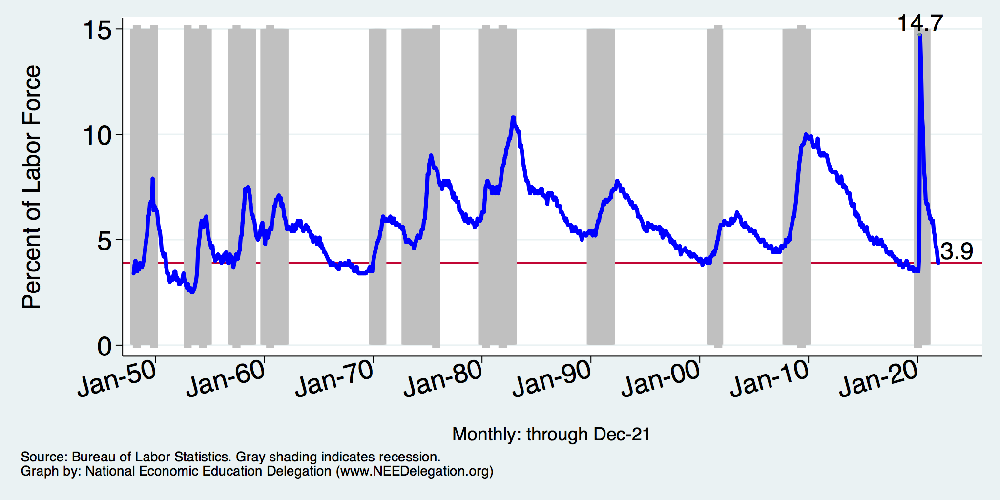 14.7
15
10
5
0
Percent of Labor Force
3.9
Jan-50
Jan-60
Jan-70
Jan-80
Jan-90
Jan-00
Jan-10
Jan-20
Monthly: through Dec-21
Source: Bureau of Labor Statistics. Gray shading indicates recession.
Graph by: National Economic Education Delegation (www.NEEDelegation.org)